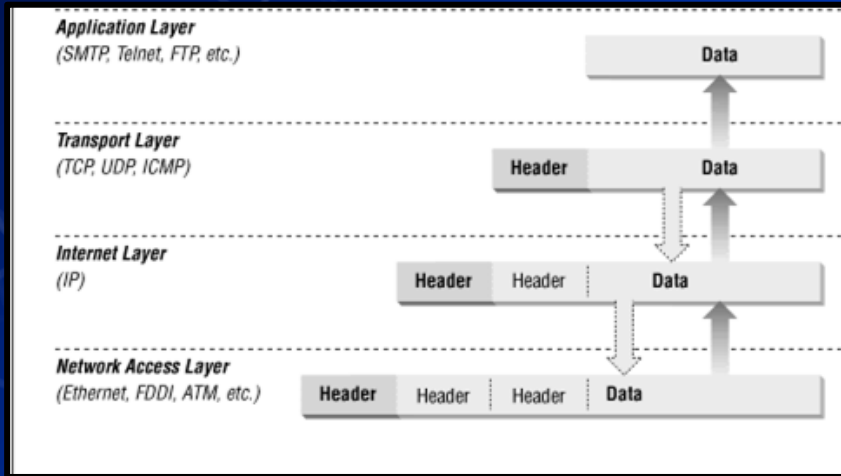 Application Layer
(SMTP, Telnet, FTP, etc.)
Data
Transport Layer
(TCP, UDP, ICMP)
Header Data
Internet Layer
(IP)
Header Header Data
Network Access Layer
(Ethernet, FDDI, ATM, etc.)
Header Header Header Data